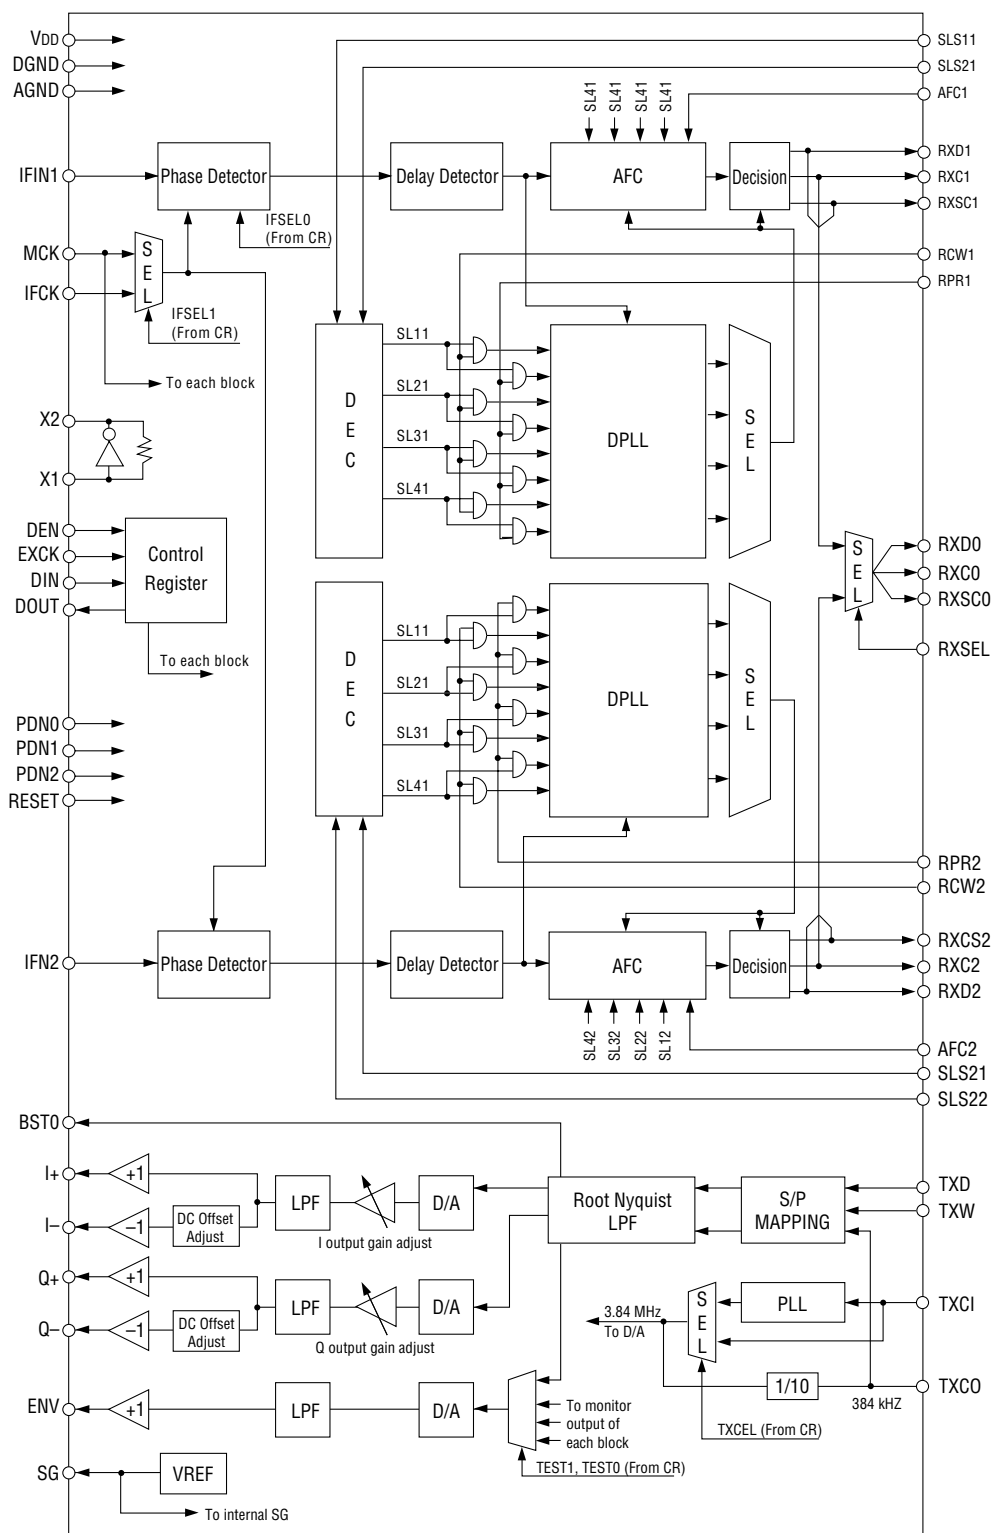 VDD
DGND
AGND
IFIN1
MCK
IFCK
X2
X1
DEN
EXCK
DIN
DOUT
PDN0
PDN1
PDN2
RESET
IFN2
BST0
I+
I–
Q+
Q–
ENV
SG
SLS11
SLS21
AFC1
RXD1
RXC1
RXSC1
RCW1
RPR1
RXD0
RXC0
RXSC0
RXSEL
RPR2
RCW2
RXCS2
RXC2
RXD2
AFC2
SLS21
SLS22
TXD
TXW
TXCI
TXCO
SL41
SL41
SL41
SL41
Phase Detector
Delay Detector
AFC
Decision
IFSEL0
(From CR)
SEL
IFSEL1
(From CR)
To each block
DEC
SL11
SL21
SL31
SL41
DPLL
SEL
Control
Register
To each block
SEL
DEC
SL11
SL21
SL31
SL41
DPLL
SEL
Phase Detector
Delay Detector
AFC
Decision
SL42
SL32
SL22
SL12
+1
–1
DC Offset
Adjust
LPF
I output gain adjust
D/A
Root Nyquist
LPF
S/P
MAPPING
+1
–1
DC Offset
Adjust
LPF
Q output gain adjust
D/A
3.84 MHz
To D/A
SEL
PLL
1/10
384 kHZ
TXCEL (From CR)
+1
LPF
D/A
To monitor
output of
each block
TEST1, TEST0 (From CR)
VREF
To internal SG